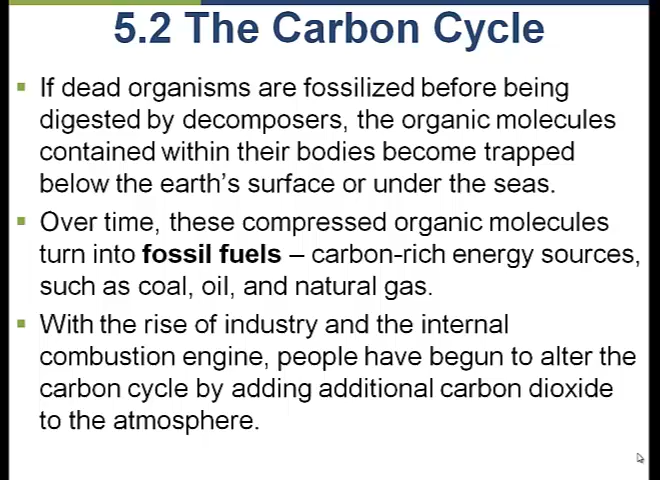 5.2 The Carbon Cycle
If dead organisms are fossilized before being
digested by decomposers, the organic molecules
contained within their bodies become trapped
below the earth's surface or under the seas.
Over time, these compressed organic molecules
turn into fossil fuels – carbon-rich energy sources,
such as coal, oil, and natural gas.
With the rise of industry and the internal
combustion engine, people have begun to alter the
carbon cycle by adding additional carbon dioxide
to the atmosphere.